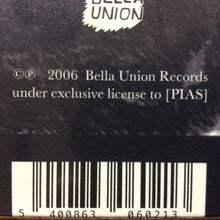 BELLA
UNION
© ℗ 2006 Bella Union Records
under exclusive license to [PIAS]
5 400863 060213